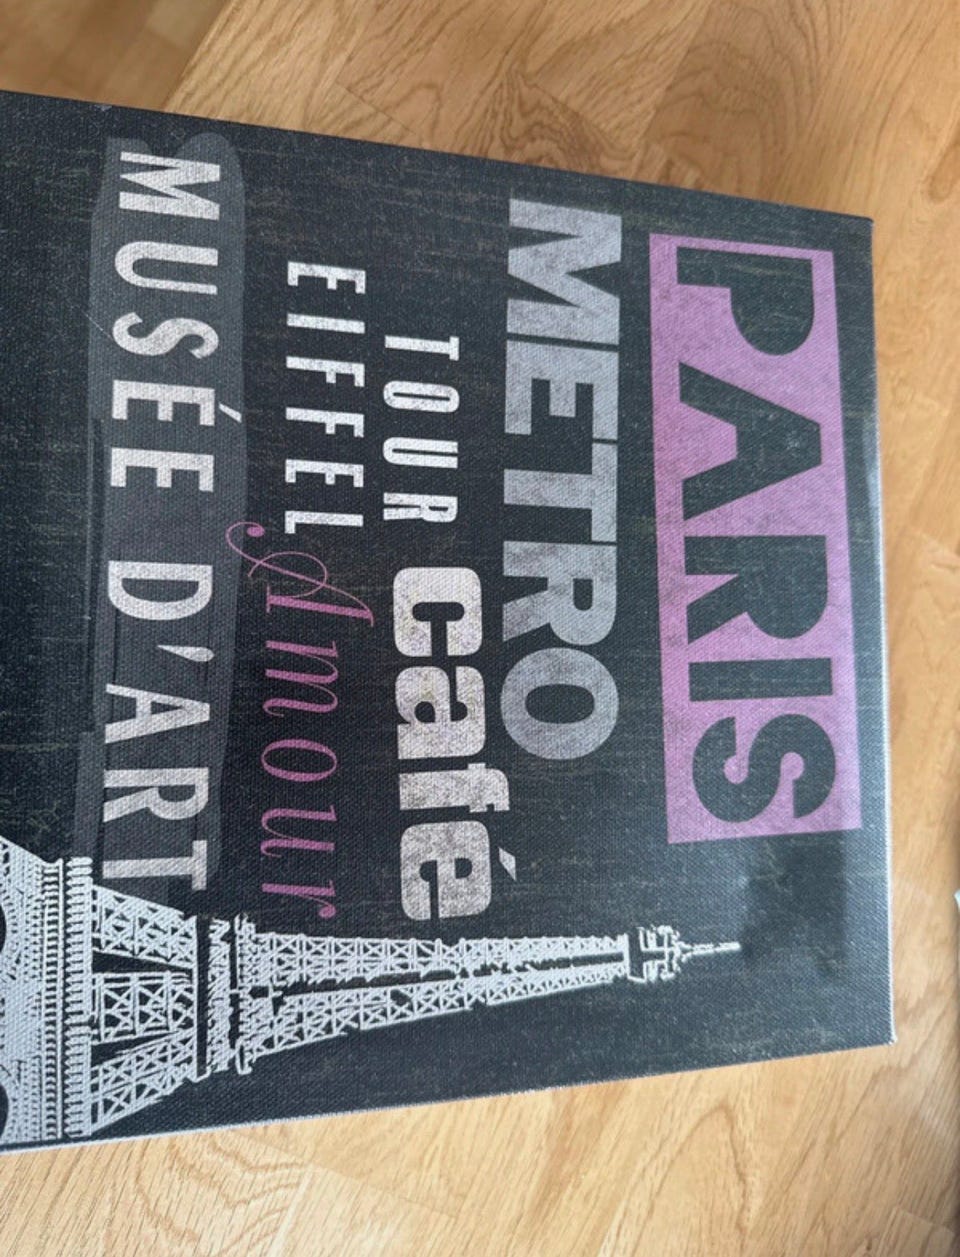 PARIS
METRO
TOUR café
EIFFEL Amour
MUSÉE D'ART